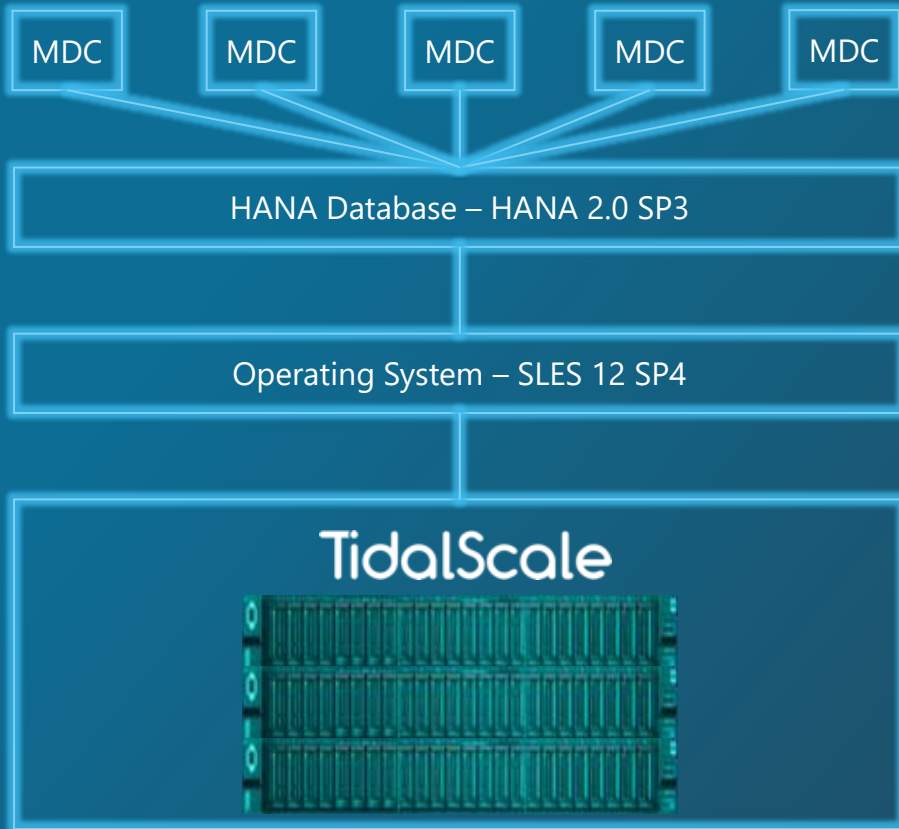 MDC
MDC
MDC
MDC
MDC
HANA Database – HANA 2.0 SP3
Operating System – SLES 12 SP4
TidalScale